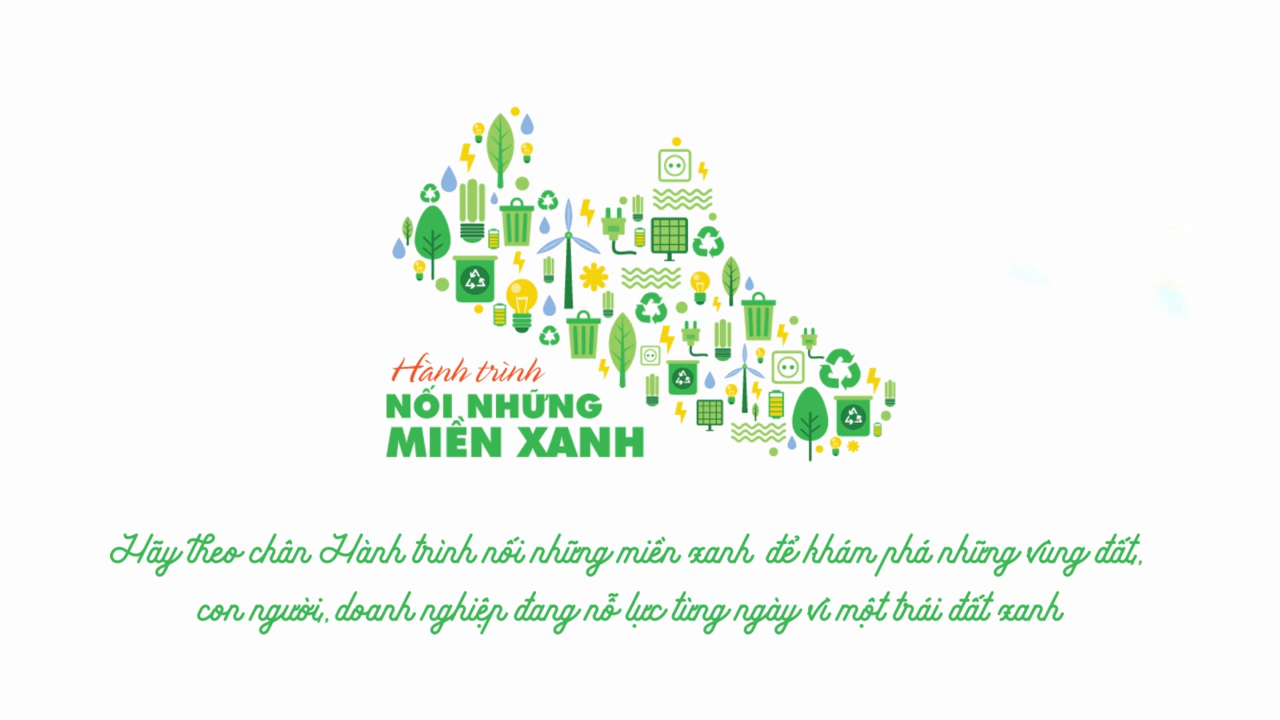 Hành trình
NỐI NHỮNG
MIỀN XANH
Hãy theo chân Hành trình nối những miền xanh để khám phá những vùng đất,
con người, doanh nghiệp đang nỗ lực từng ngày vì một trái đất xanh